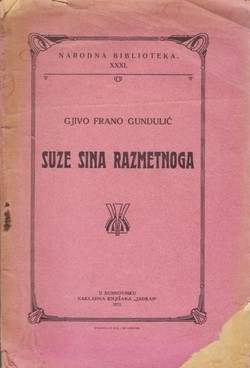 NARODNA BIBLIOTEKA.
XXXI.
GJIVO FRANO GUNDULIĆ
SUZE SINA RAZMETNOGA
U DUBROVNIKU
NAKLADNA KNJIŽARA „JADRAN”